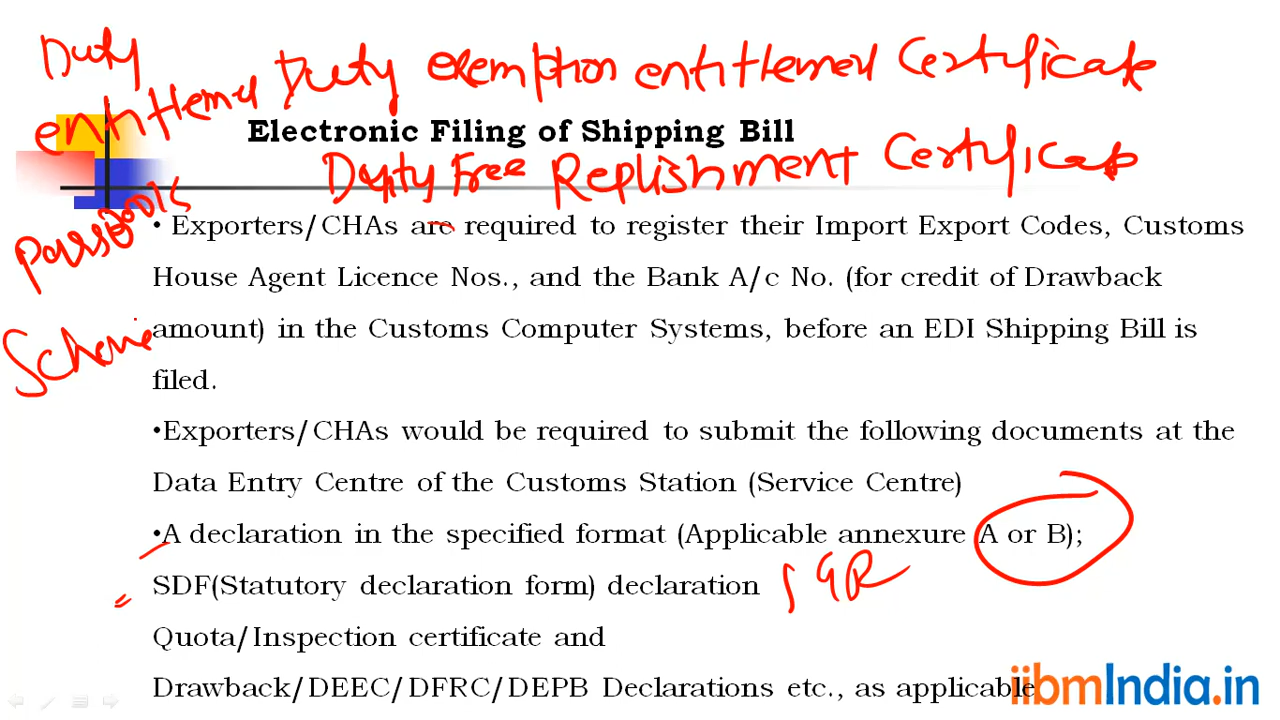 Duty exemption entitlement Certificate
Duty
entitlement
Electronic Filing of Shipping Bill
Duty Free Replishment Certificate
passbook
Scheme
• Exporters/CHAs are required to register their Import Export Codes, Customs
House Agent Licence Nos., and the Bank A/c No. (for credit of Drawback
amount) in the Customs Computer Systems, before an EDI Shipping Bill is
filed.
•Exporters/CHAs would be required to submit the following documents at the
Data Entry Centre of the Customs Station (Service Centre)
•A declaration in the specified format (Applicable annexure A or B);
SDF(Statutory declaration form) declaration / GR
Quota/Inspection certificate and
Drawback/DEEC/DFRC/DEPB Declarations etc., as applicable
iibmIndia.in